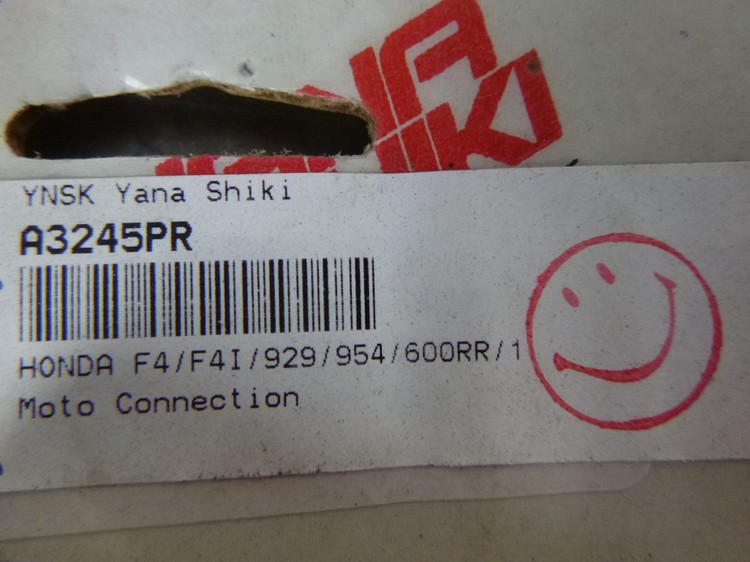 YNSK Yana Shiki
A3245PR
HONDA F4/F4I/929/954/600RR/1
Moto Connection